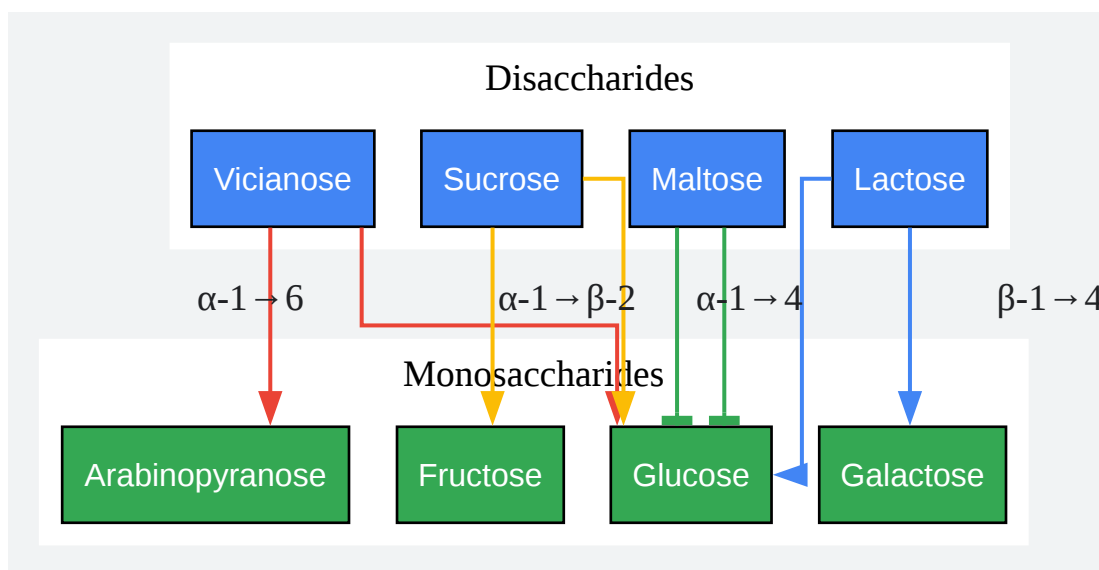 Disaccharides
Vicianose
Sucrose
Maltose
Lactose
α-1→6
α-1→β-2
α-1→4
β-1→4
Monosaccharides
Arabinopyranose
Fructose
Glucose
Galactose